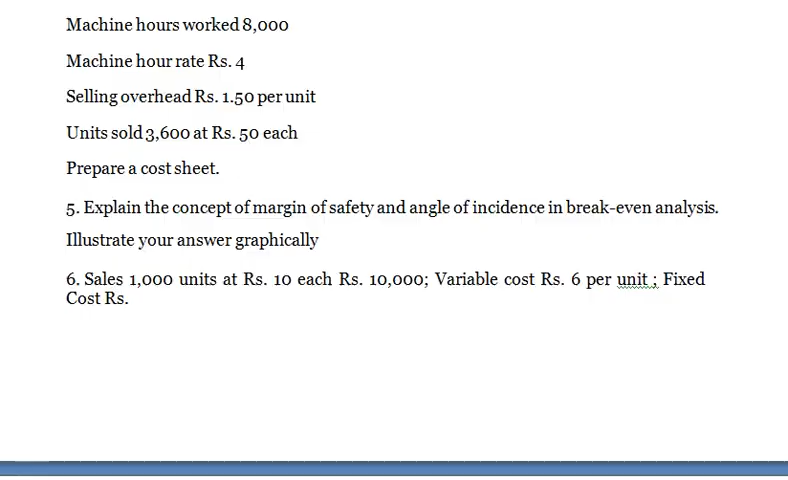 Machine hours worked 8,000
Machine hour rate Rs. 4
Selling overhead Rs. 1.50 per unit
Units sold 3,600 at Rs. 50 each
Prepare a cost sheet.
5. Explain the concept of margin of safety and angle of incidence in break-even analysis.
Illustrate your answer graphically
6. Sales 1,000 units at Rs. 10 each Rs. 10,000; Variable cost Rs. 6 per unit ; Fixed
Cost Rs.